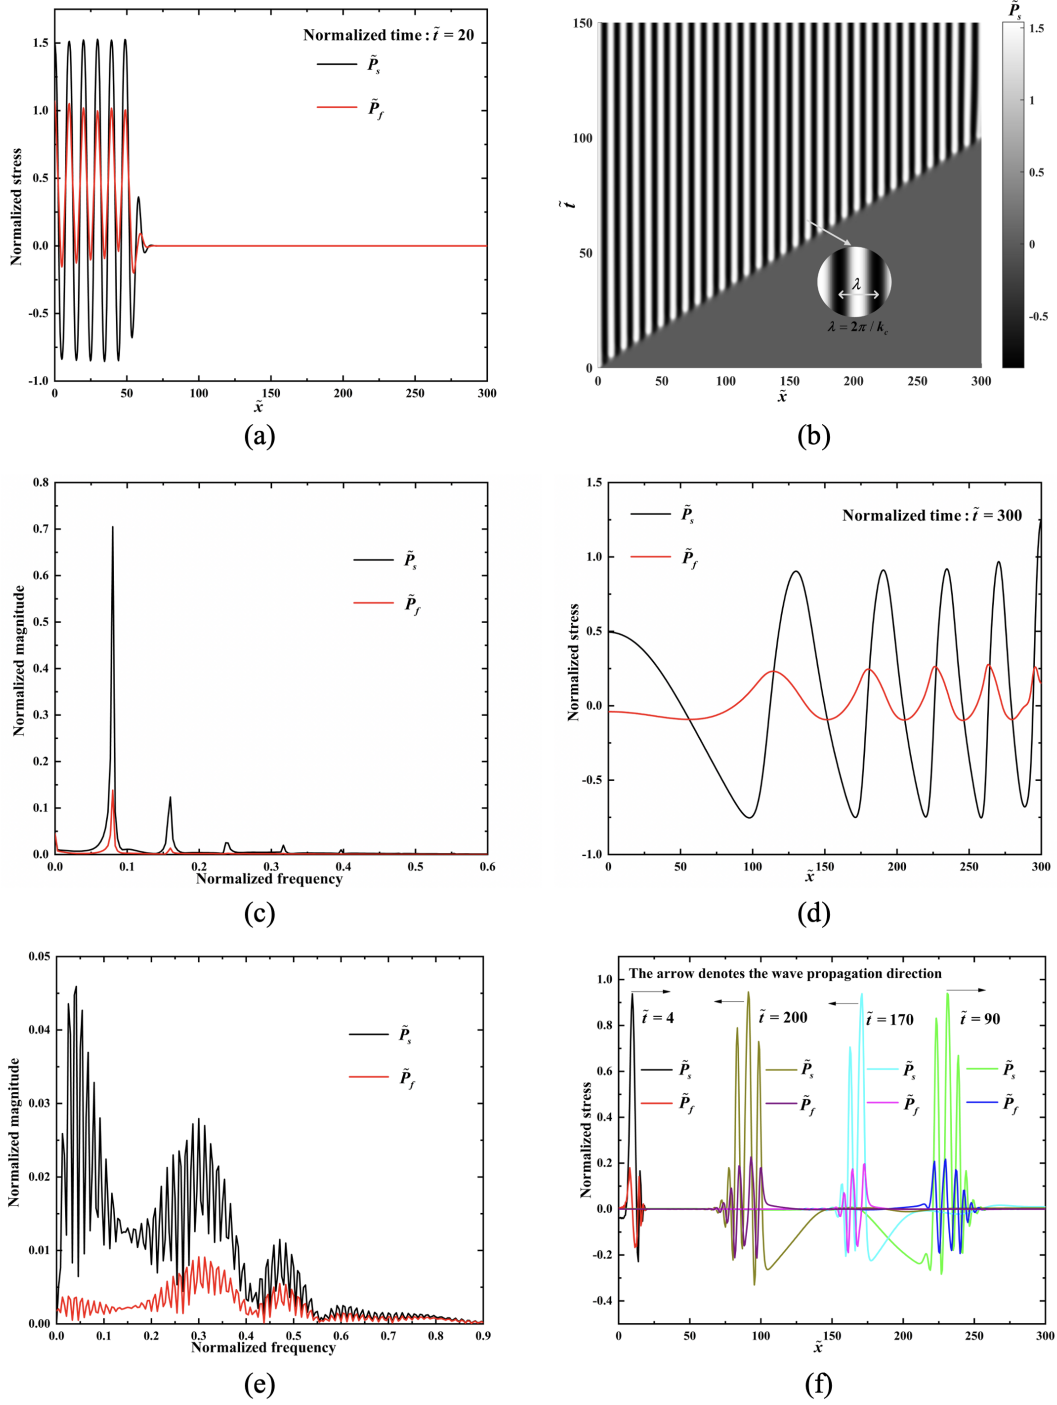 Normalized time : t̃ = 20
P̃s
P̃f
Normalized stress
1.5
1.0
0.5
0.0
-0.5
-1.0
0 50 100 150 200 250 300
x̃
(a)
P̃s
150
100
50
0
t̃
λ
λ = 2π / kc
0 50 100 150 200 250 300
x̃
1.5
1
0.5
0
-0.5
(b)
Normalized magnitude
0.8
0.7
0.6
0.5
0.4
0.3
0.2
0.1
0.0
P̃s
P̃f
0.0 0.1 0.2 0.3 0.4 0.5 0.6
Normalized frequency
(c)
Normalized stress
1.5
1.0
0.5
0.0
-0.5
-1.0
P̃s
P̃f
Normalized time : t̃ = 300
0 50 100 150 200 250 300
x̃
(d)
Normalized magnitude
0.05
0.04
0.03
0.02
0.01
0.00
P̃s
P̃f
0.0 0.1 0.2 0.3 0.4 0.5 0.6 0.7 0.8 0.9
Normalized frequency
(e)
Normalized stress
1.0
0.8
0.6
0.4
0.2
0.0
-0.2
-0.4
The arrow denotes the wave propagation direction
t̃ = 4 t̃ = 200 t̃ = 170 t̃ = 90
P̃s P̃s P̃s P̃s
P̃f P̃f P̃f P̃f
0 50 100 150 200 250 300
x̃
(f)